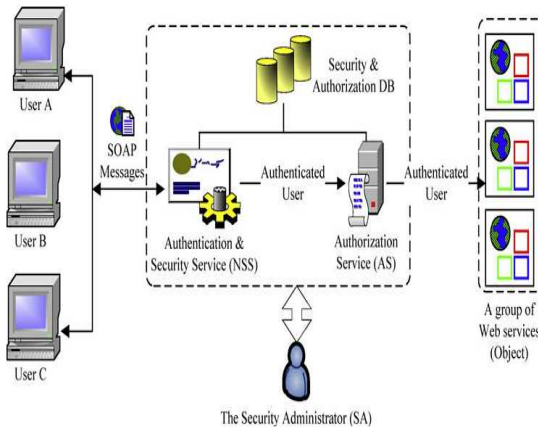 User A
User B
User C
SOAP
Messages
Security &
Authorization DB
Authentication &
Security Service (NSS)
Authenticated
User
Authorization
Service (AS)
Authenticated
User
A group of
Web services
(Object)
The Security Administrator (SA)